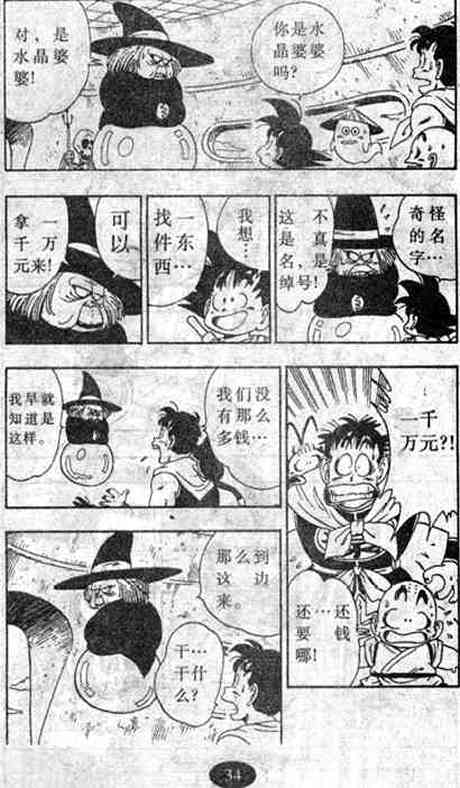 你是水
晶婆婆
吗?
对，是
水晶婆
婆!
奇怪
的名
字…
这不
是真
名,是
绰号!
我
想…
找一
件东
西…
可
以
拿一
千万
元来!
一千
万元?!
还…还
要钱
哪!
我们没
有那么
多钱…
我早就
知道是
这样。
那么到
这边
来。
干…
干什
么?
34